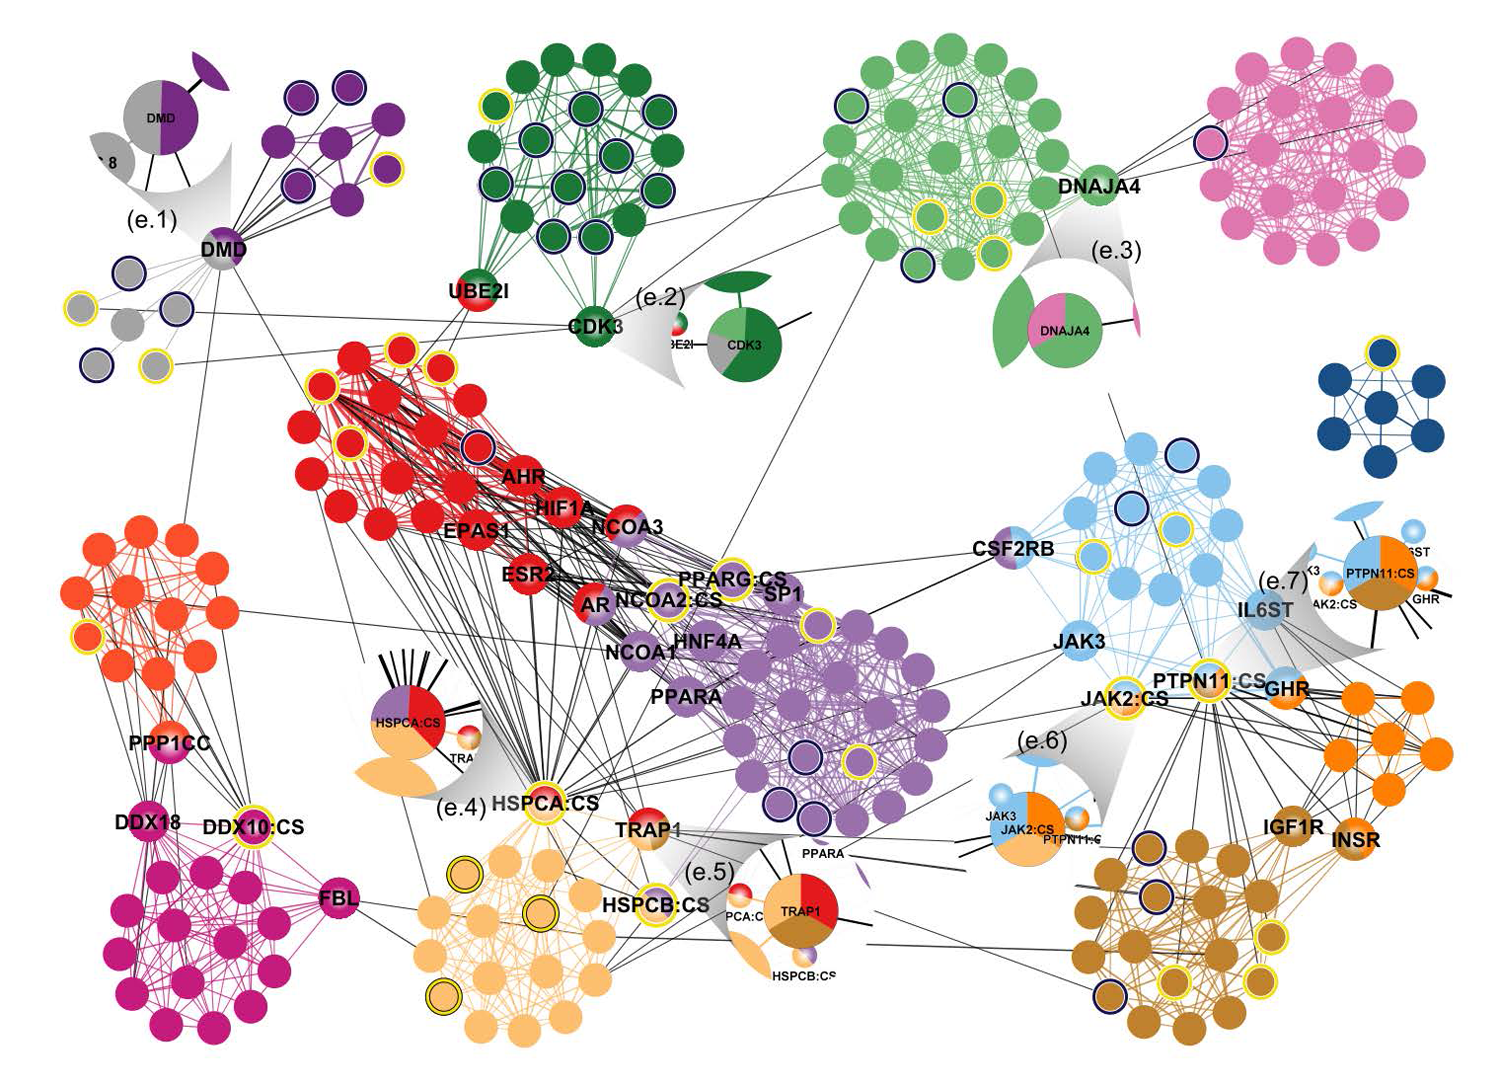 DMD
. 8
(e.1)
DMD
UBE2I
(e.2)
CDK3
BE2I
CDK3
DNAJA4
(e.3)
DNAJA4
AHR
HIF1A
NCOA3
EPAS1
ESR2
PPARG:CS
SP1
AR
NCOA2:CS
HNF4A
NCOA1
PPARA
CSF2RB
JAK3
(e.7)
IL6ST
PTPN11:CS
GHR
JAK2:CS
6ST
K3
PTPN11:CS
AK2:CS
GHR
PPP1CC
DDX18
DDX10:CS
FBL
HSPCA:CS
TRA
(e.4)
HSPCA:CS
TRAP1
(e.5)
HSPCB:CS
PPARA
PCA:C
TRAP1
HSPCB:CS
(e.6)
JAK3
JAK2:CS
PTPN11:C
IGF1R
INSR